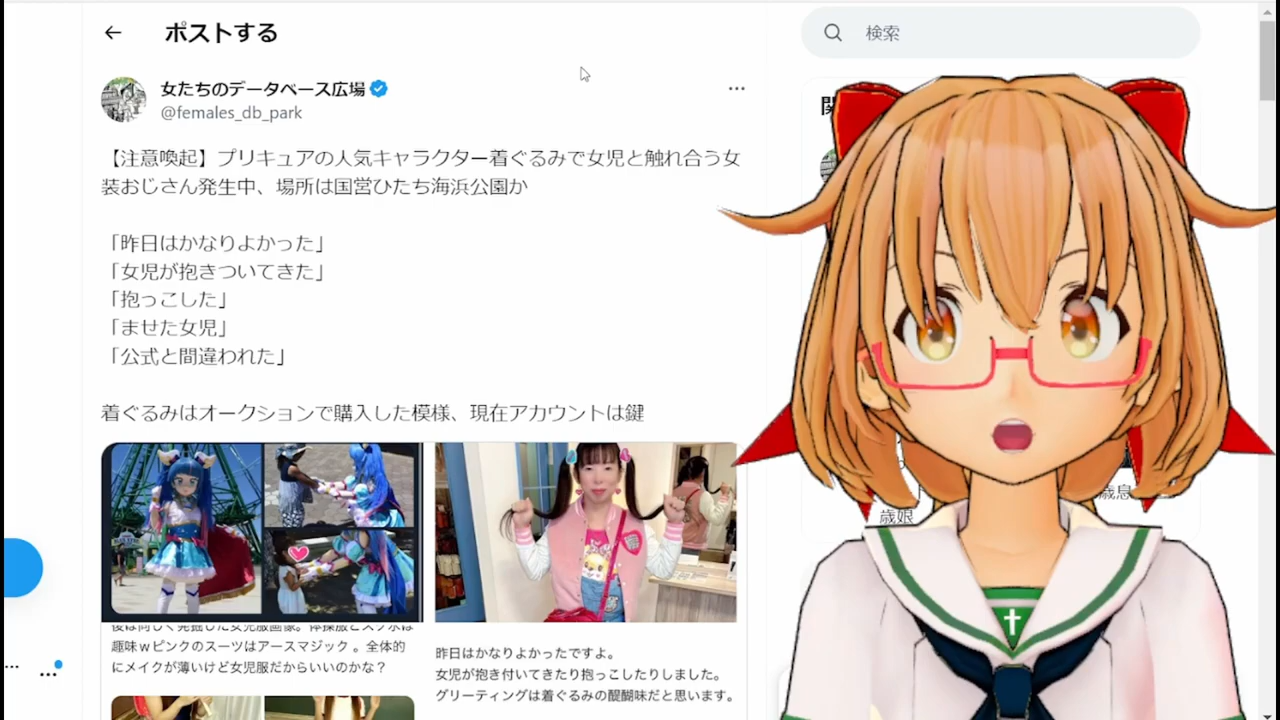 ポストする
検索
女たちのデータベース広場
@females_db_park
【注意喚起】プリキュアの人気キャラクター着ぐるみで女児と触れ合う女
装おじさん発生中、場所は国営ひたち海浜公園か
「昨日はかなりよかった」
「女児が抱きついてきた」
「抱っこした」
「ませた女児」
「公式と間違われた」
着ぐるみはオークションで購入した模様、現在アカウントは鍵
趣味ｗピンクのスーツはアースマジック 。全体的
にメイクが薄いけど女児服だからいいのかな？
昨日はかなりよかったですよ。
女児が抱き付いてきたり抱っこしたりしました。
グリーティングは着ぐるみの醍醐味だと思います。
歳息
歳娘